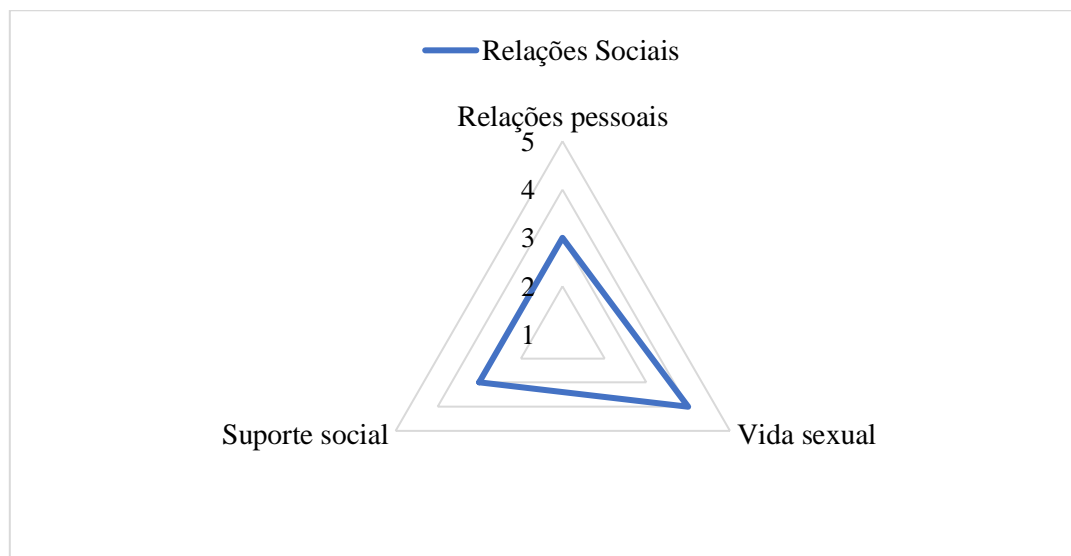 Relações Sociais
Relações pessoais
5
4
3
2
1
Suporte social
Vida sexual